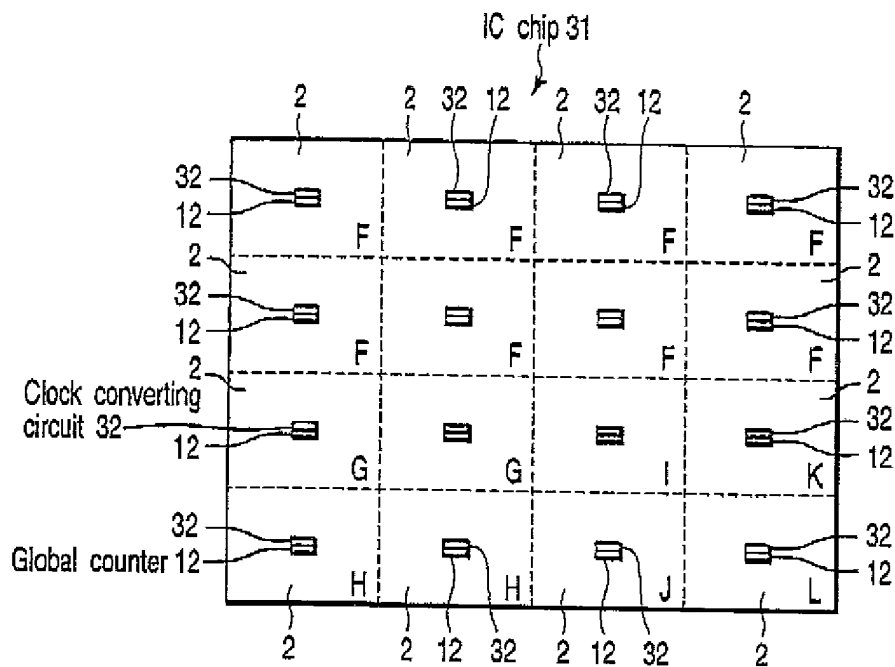 IC chip 31
2 2 32 12 2 32 12 2
32 32
12 12
F F F F
2 2
32 32
12 12
F F F F
2 2
Clock converting
circuit 32 32
12 12
G G I K
32 32
Global counter 12 12
H H J L
2 2 12 32 2 12 32 2